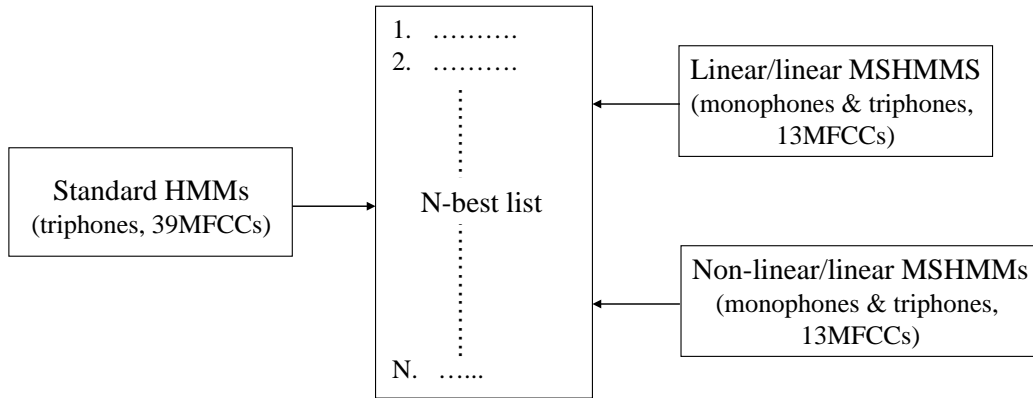 Standard HMMs
(triphones, 39MFCCs)
1. ……….
2. ……….
N-best list
N. …...
Linear/linear MSHMMS
(monophones & triphones,
13MFCCs)
Non-linear/linear MSHMMs
(monophones & triphones,
13MFCCs)